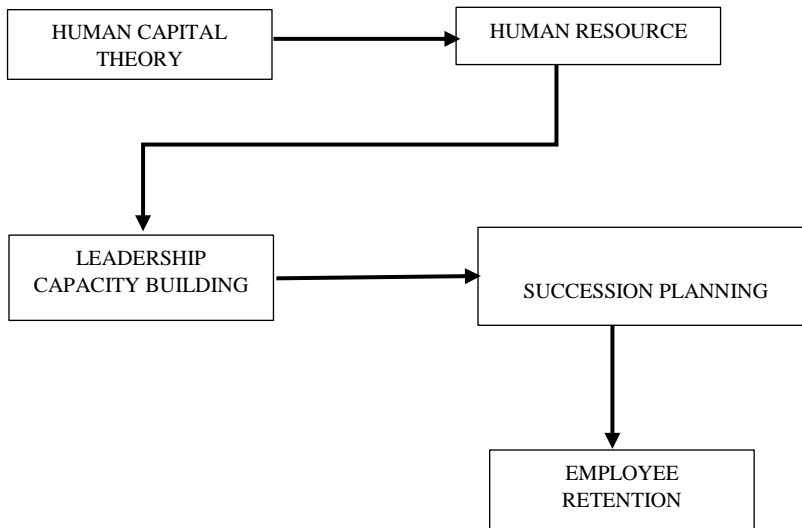 HUMAN CAPITAL
THEORY
HUMAN RESOURCE
LEADERSHIP
CAPACITY BUILDING
SUCCESSION PLANNING
EMPLOYEE
RETENTION